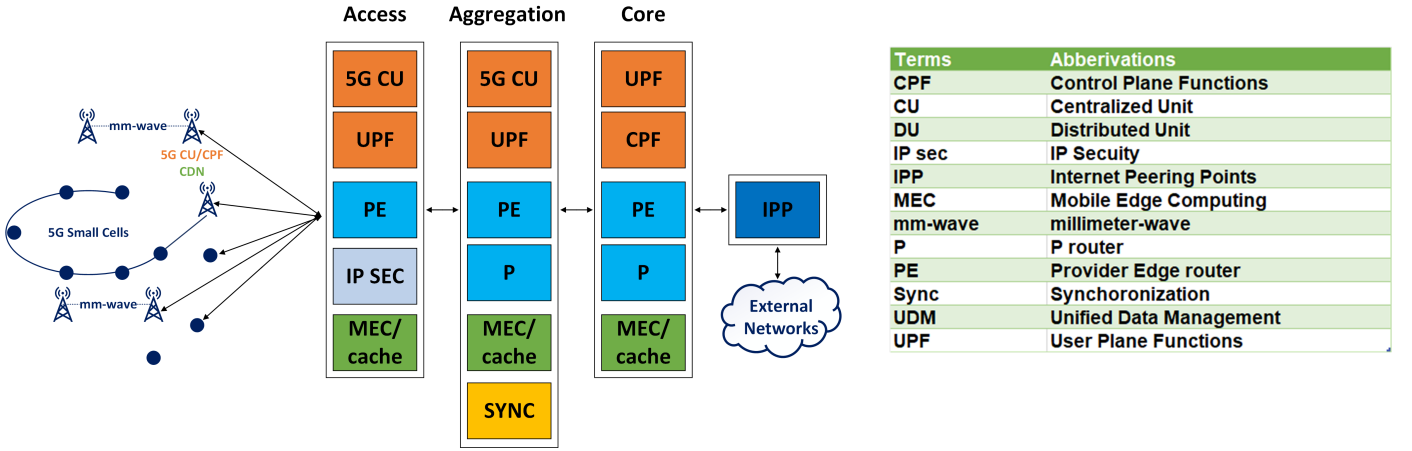 Access
Aggregation
Core
5G CU
UPF
PE
IP SEC
MEC/
cache
5G CU
UPF
PE
P
MEC/
cache
SYNC
UPF
CPF
PE
P
MEC/
cache
IPP
External
Networks
mm-wave
5G CU/CPF
CDN
5G Small Cells
mm-wave
Terms Abberivations
CPF Control Plane Functions
CU Centralized Unit
DU Distributed Unit
IP sec IP Secuity
IPP Internet Peering Points
MEC Mobile Edge Computing
mm-wave millimeter-wave
P P router
PE Provider Edge router
Sync Synchoronization
UDM Unified Data Management
UPF User Plane Functions